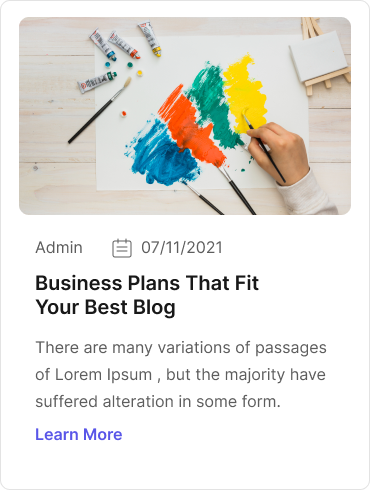 Admin 07/11/2021
Business Plans That Fit
Your Best Blog
There are many variations of passages
of Lorem Ipsum , but the majority have
suffered alteration in some form.
Learn More